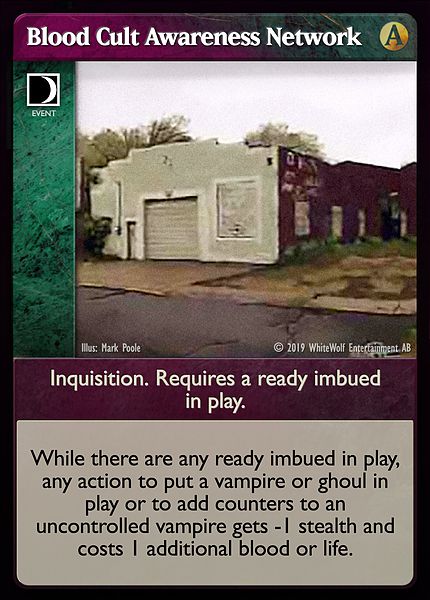 Blood Cult Awareness Network
A
EVENT
Illus: Mark Poole
© 2019 WhiteWolf Entertainment AB
Inquisition. Requires a ready imbued
in play.
While there are any ready imbued in play,
any action to put a vampire or ghoul in
play or to add counters to an
uncontrolled vampire gets -1 stealth and
costs 1 additional blood or life.